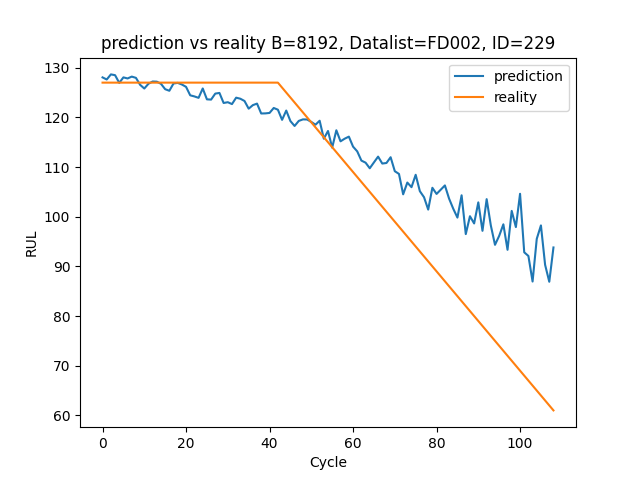 prediction vs reality B=8192, Datalist=FD002, ID=229
prediction
reality
RUL
130
120
110
100
90
80
70
60
0 20 40 60 80 100
Cycle